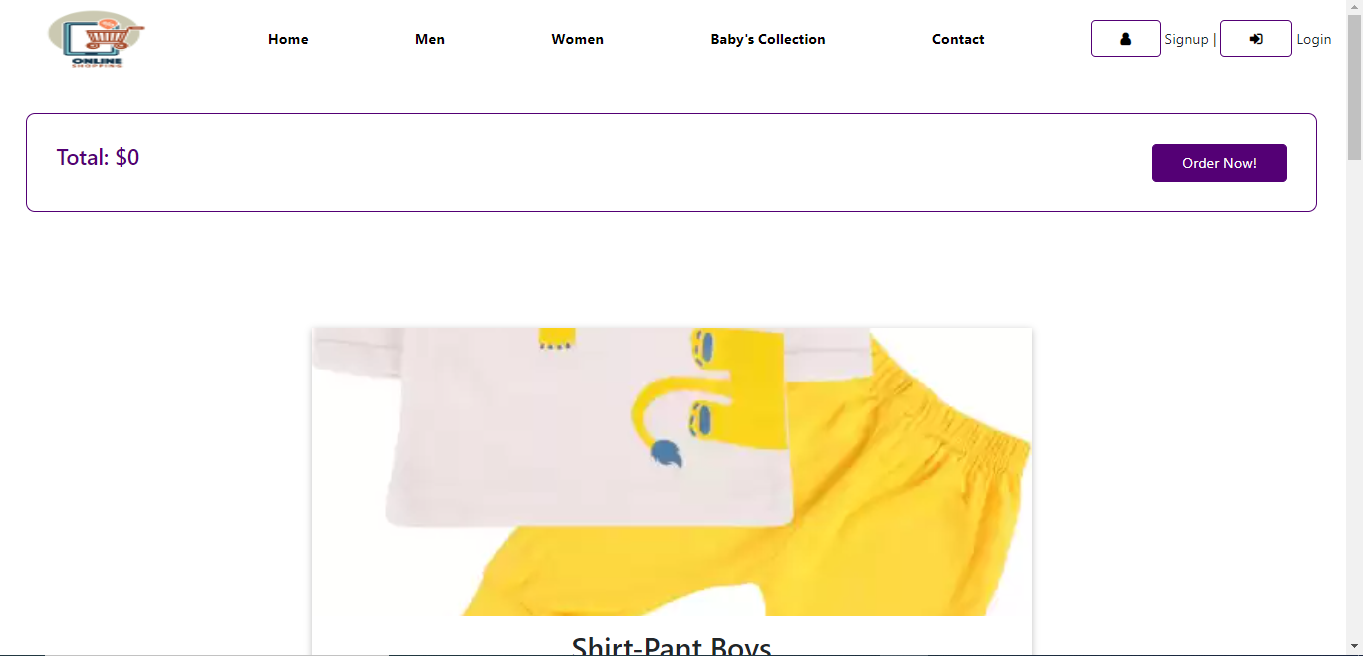 ONLINE
SHOPPING
Home
Men
Women
Baby's Collection
Contact
Signup |
Login
Total: $0
Order Now!
Shirt-Pant Boys